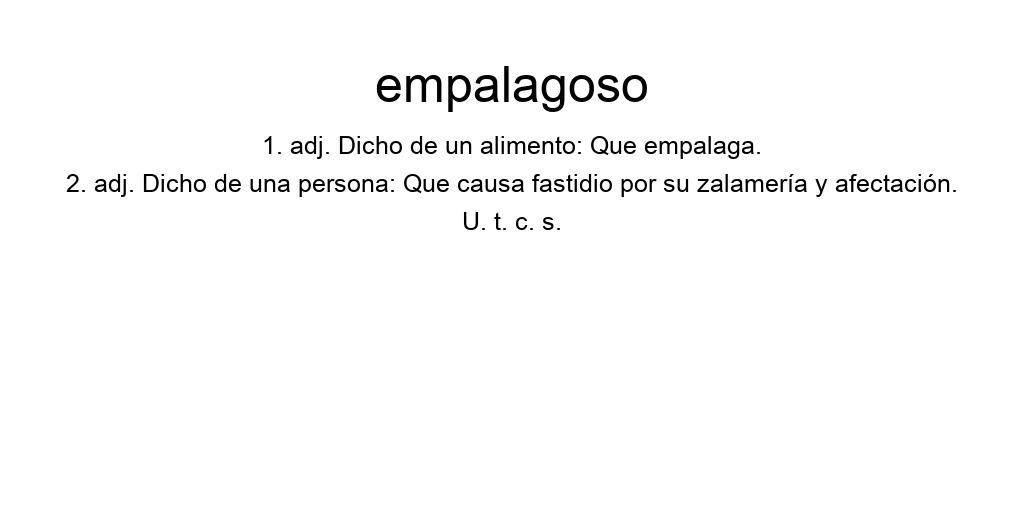 empalagoso
1. adj. Dicho de un alimento: Que empalaga.
2. adj. Dicho de una persona: Que causa fastidio por su zalamería y afectación.
U. t. c. s.